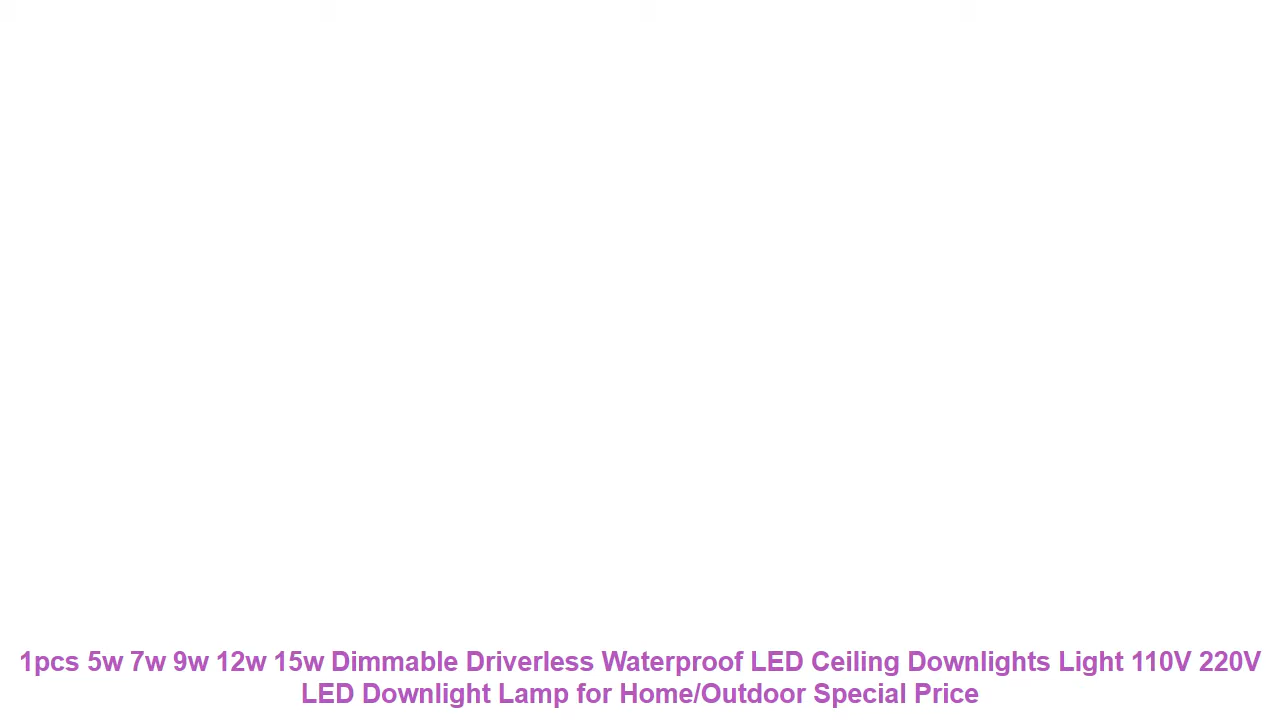 1pcs 5w 7w 9w 12w 15w Dimmable Driverless Waterproof LED Ceiling Downlights Light 110V 220V
LED Downlight Lamp for Home/Outdoor Special Price